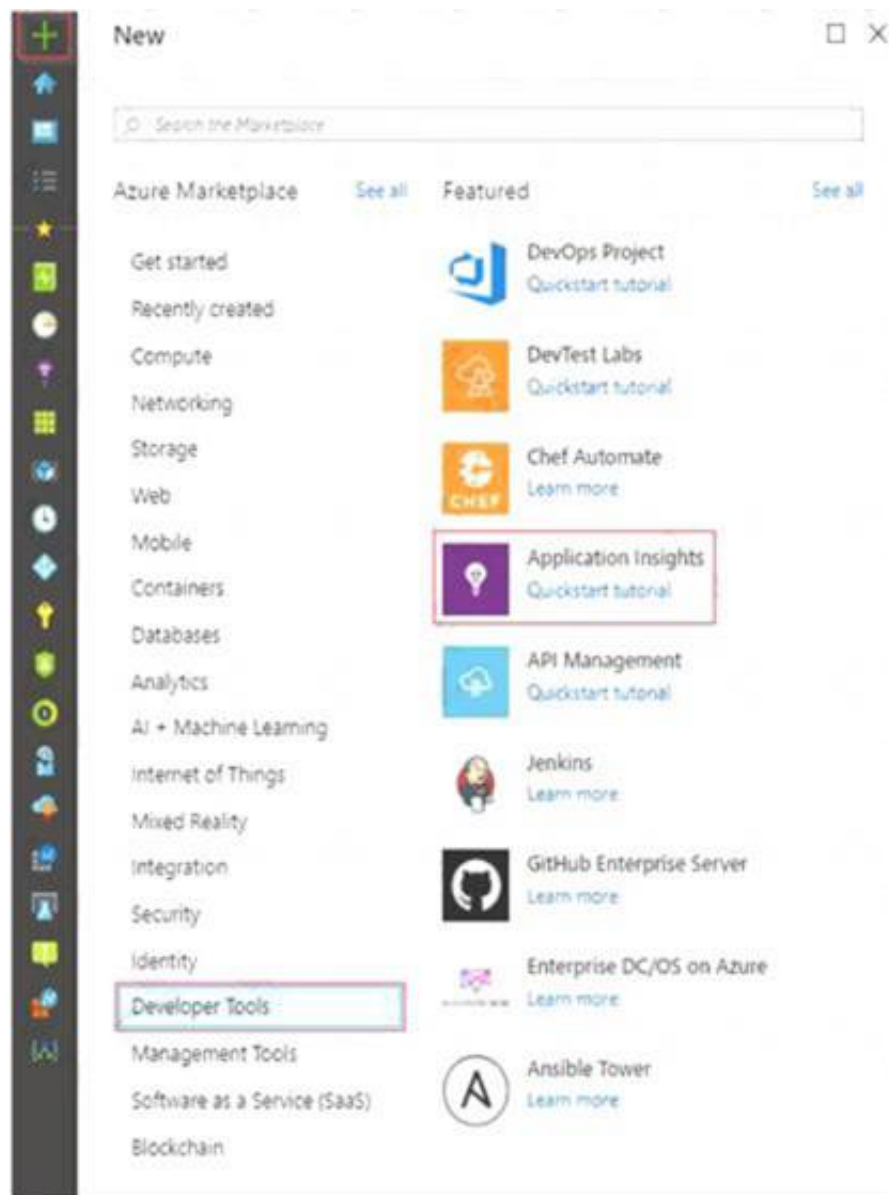 New
Search the Marketplace
Azure Marketplace
See all
Get started
Recently created
Compute
Networking
Storage
Web
Mobile
Containers
Databases
Analytics
AI + Machine Learning
Internet of Things
Mixed Reality
Integration
Security
Identity
Developer Tools
Management Tools
Software as a Service (SaaS)
Blockchain
Featured
See all
DevOps Project
Quickstart tutorial
DevTest Labs
Quickstart tutorial
CHEF
Chef Automate
Learn more
Application Insights
Quickstart tutorial
API Management
Quickstart tutorial
Jenkins
Learn more
GitHub Enterprise Server
Learn more
Enterprise DC/OS on Azure
Learn more
A
Ansible Tower
Learn more